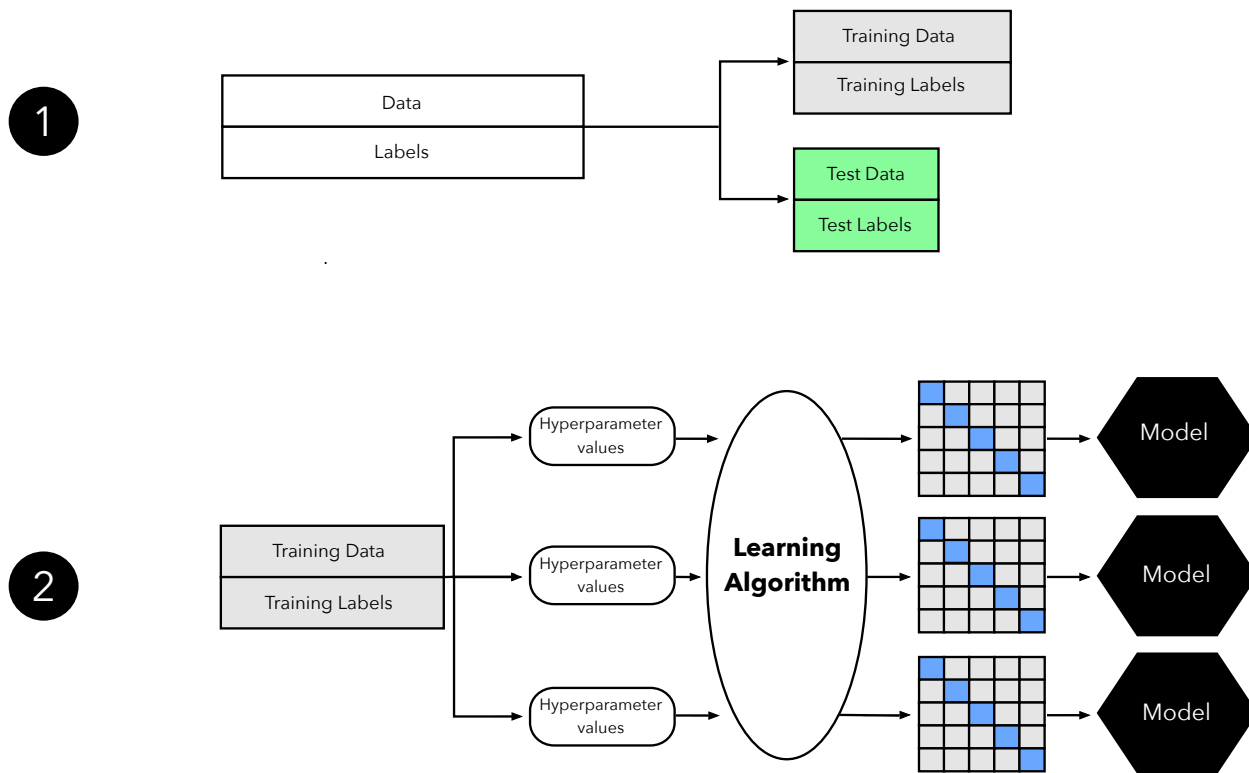 1
Data
Labels
Training Data
Training Labels
Test Data
Test Labels
.
2
Training Data
Training Labels
Hyperparameter
values
Hyperparameter
values
Hyperparameter
values
Learning
Algorithm
Model
Model
Model